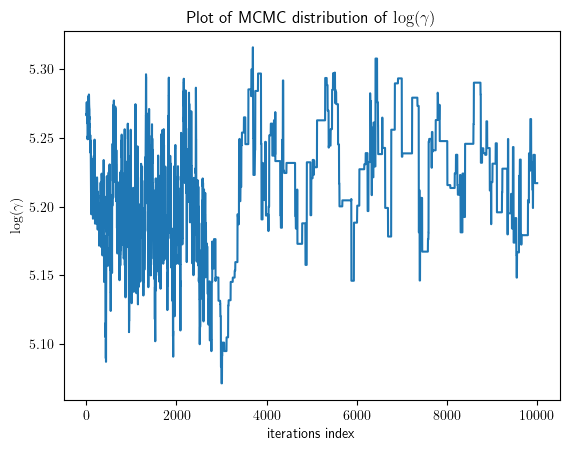 Plot of MCMC distribution of log(γ)
5.30
5.25
5.20
5.15
5.10
log(γ)
0 2000 4000 6000 8000 10000
iterations index